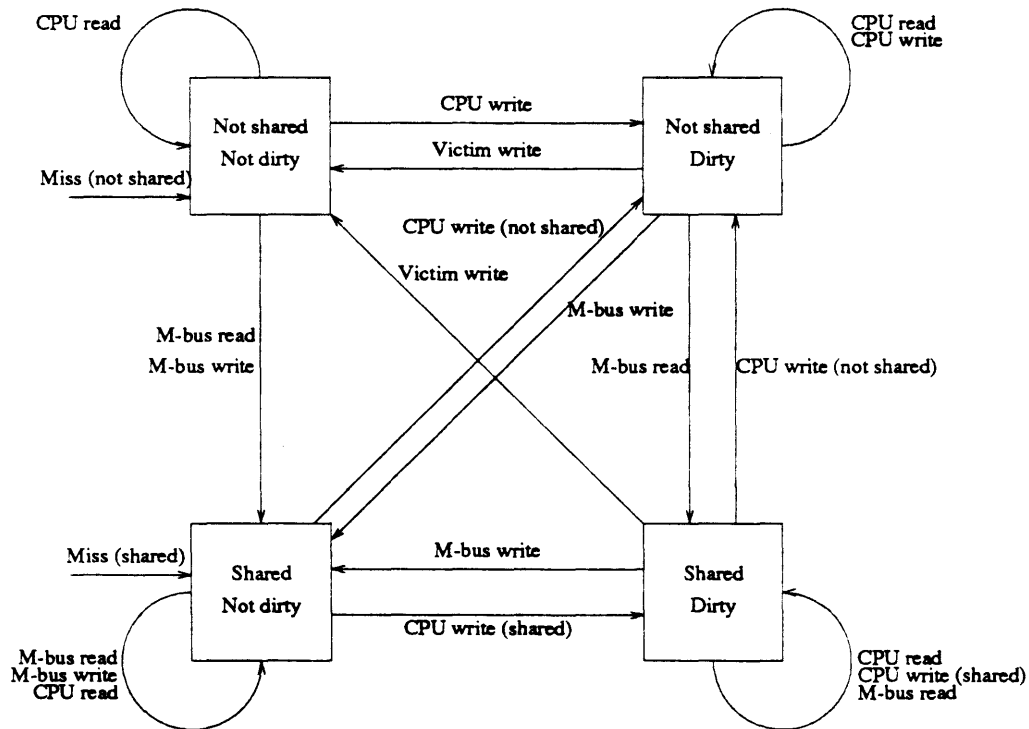 CPU read
CPU read
CPU write
Not shared
Not dirty
CPU write
Victim write
Not shared
Dirty
Miss (not shared)
CPU write (not shared)
Victim write
M-bus write
M-bus read
M-bus write
M-bus read
CPU write (not shared)
Miss (shared)
Shared
Not dirty
M-bus write
CPU write (shared)
Shared
Dirty
M-bus read
M-bus write
CPU read
CPU read
CPU write (shared)
M-bus read